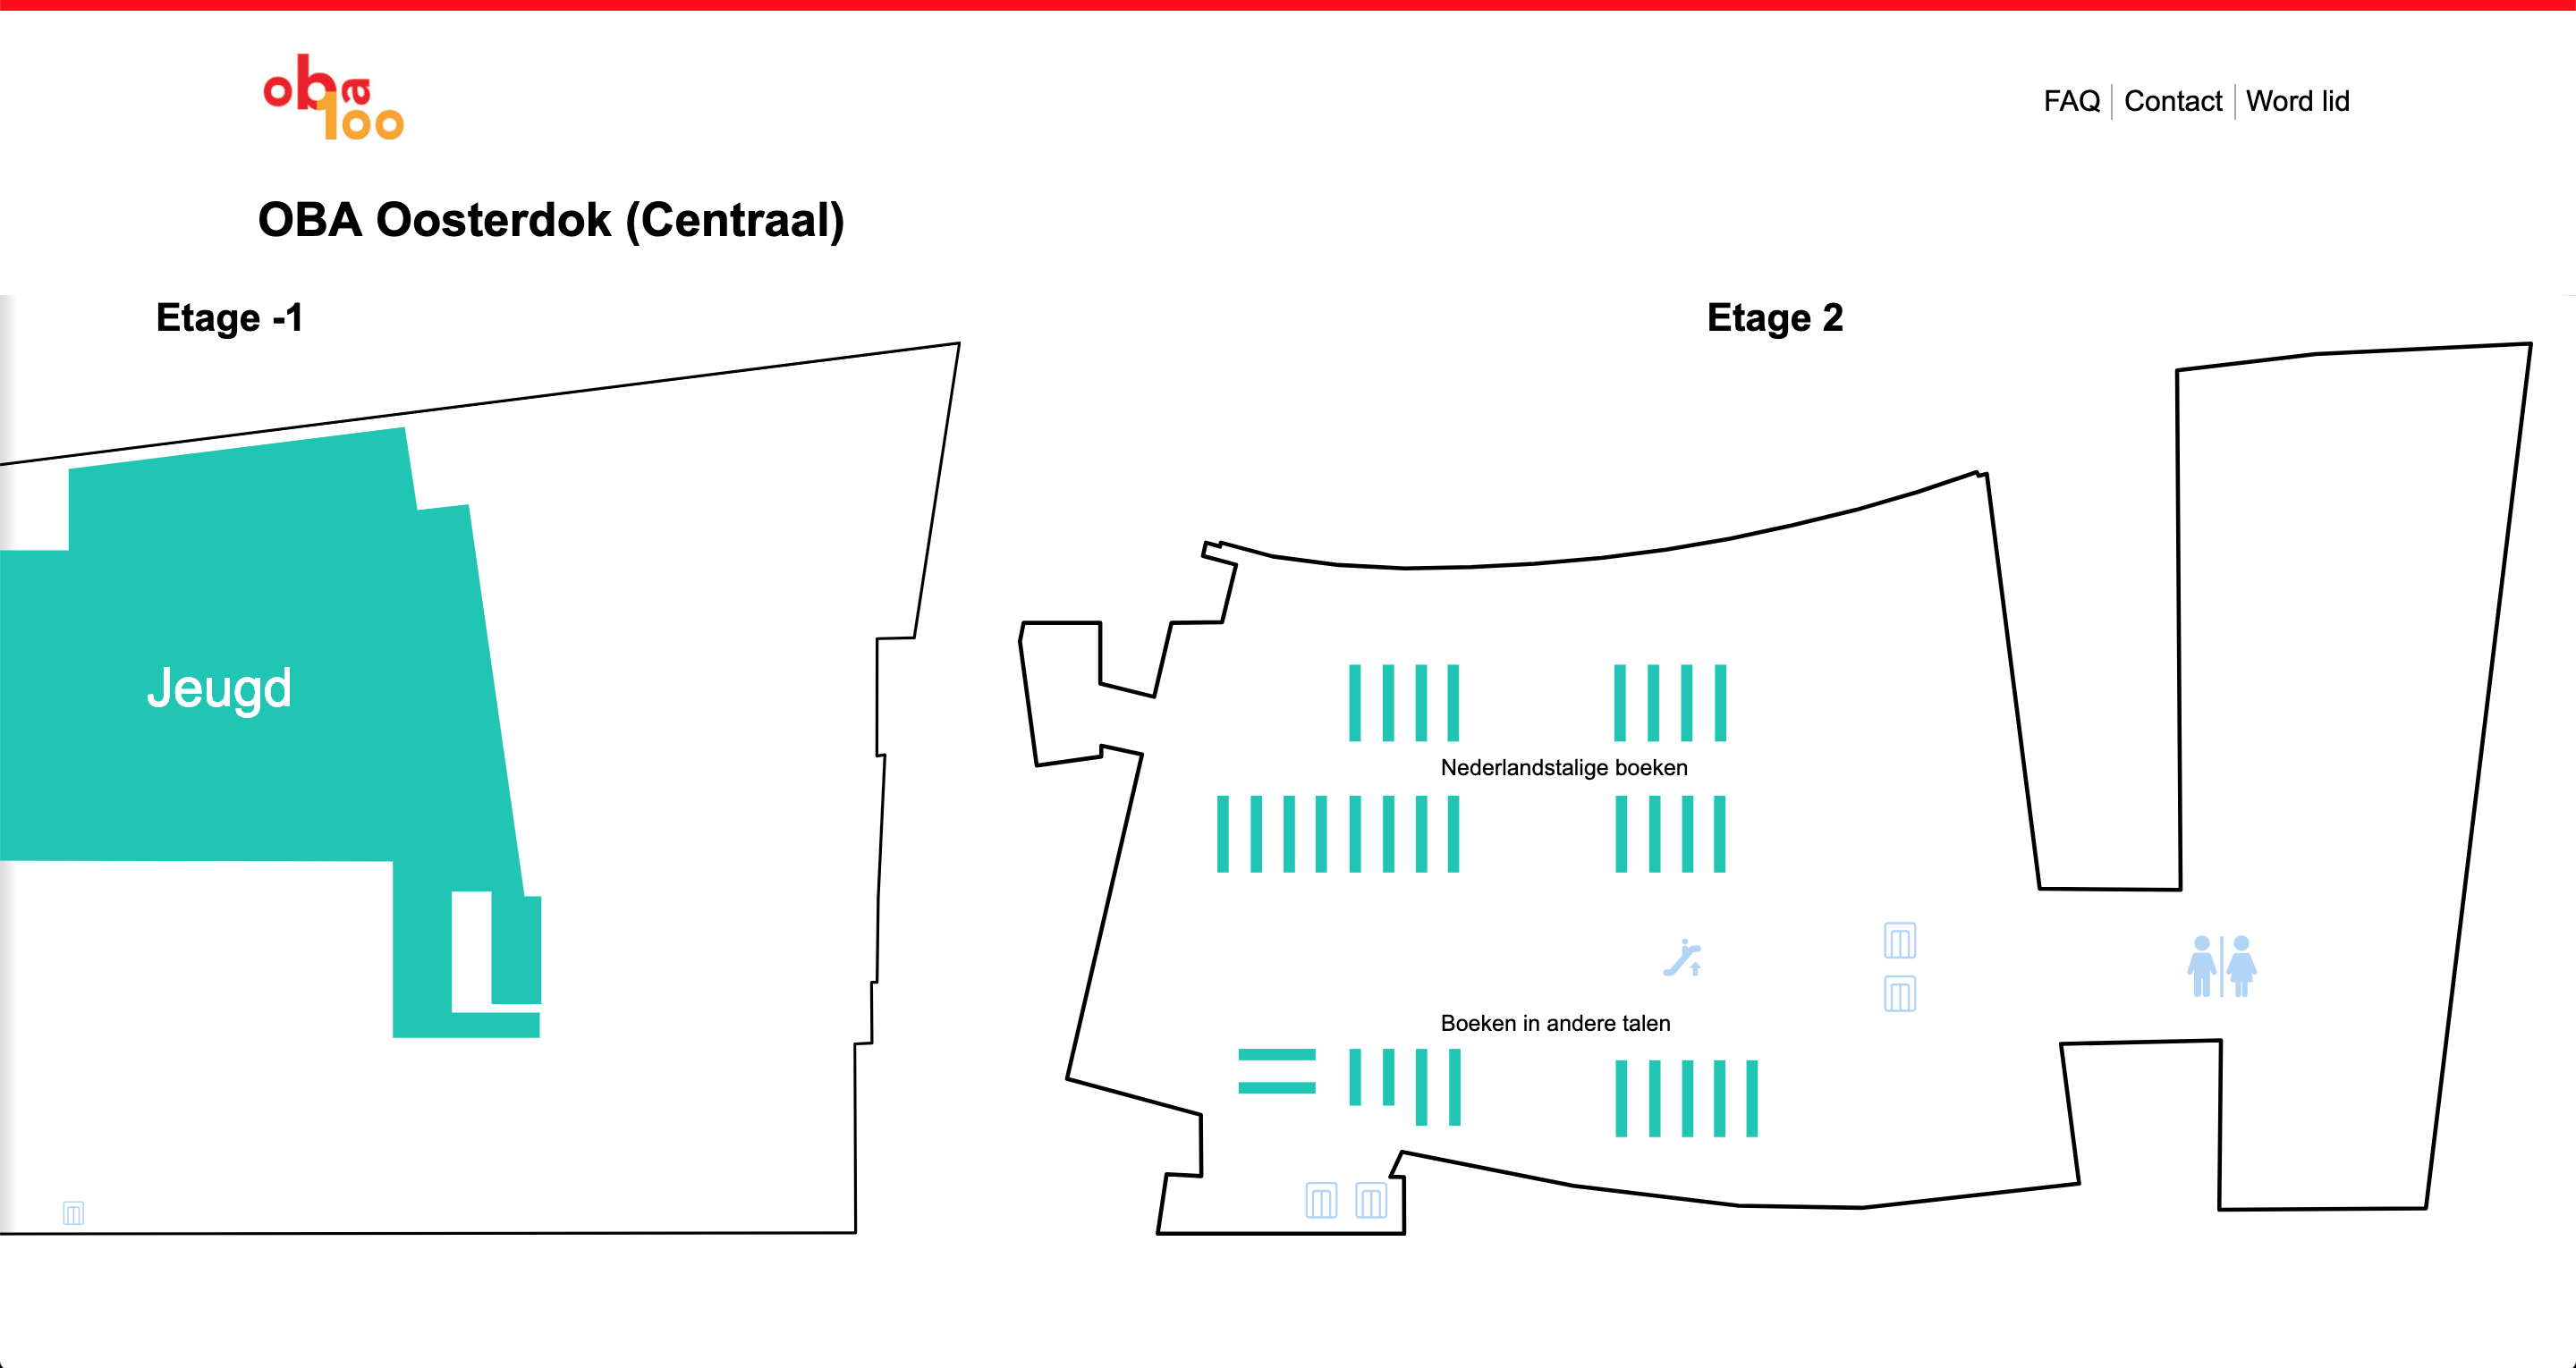 oba
100
FAQ Contact Word lid
OBA Oosterdok (Centraal)
Etage -1
Etage 2
Jeugd
Nederlandstalige boeken
Boeken in andere talen